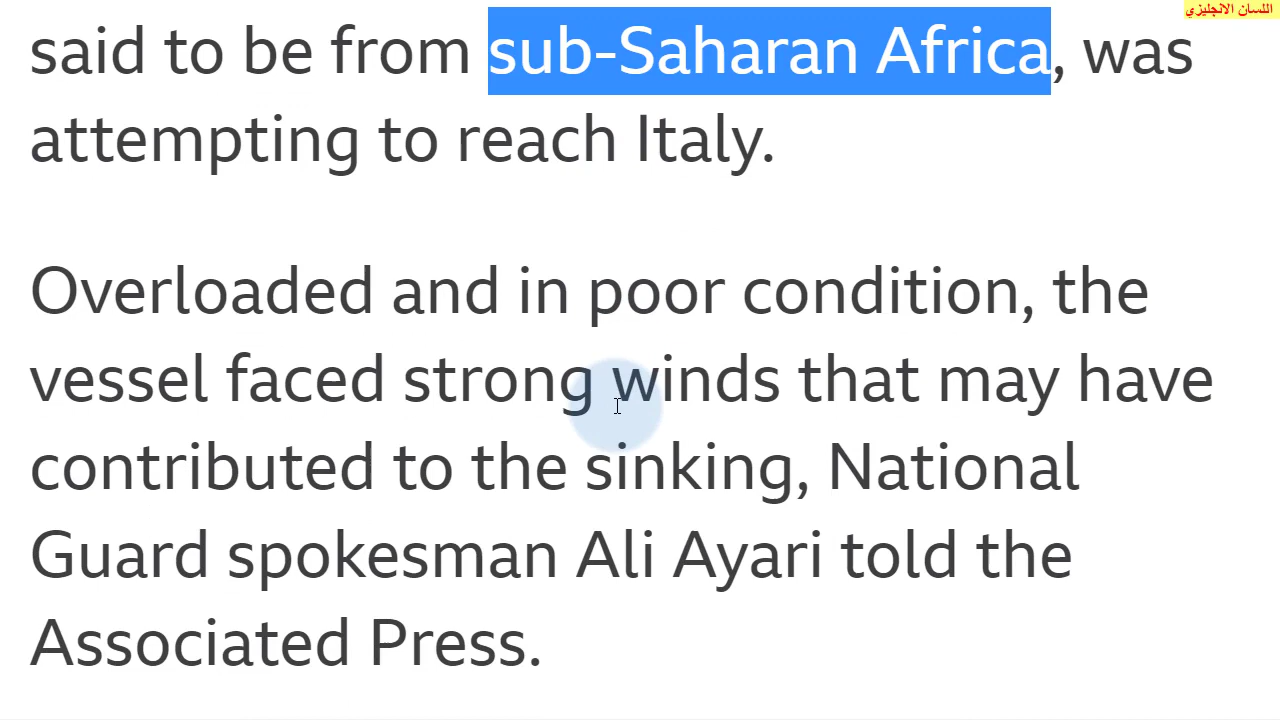 اللسان الانجليزي
said to be from sub-Saharan Africa, was
attempting to reach Italy.
Overloaded and in poor condition, the
vessel faced strong winds that may have
contributed to the sinking, National
Guard spokesman Ali Ayari told the
Associated Press.